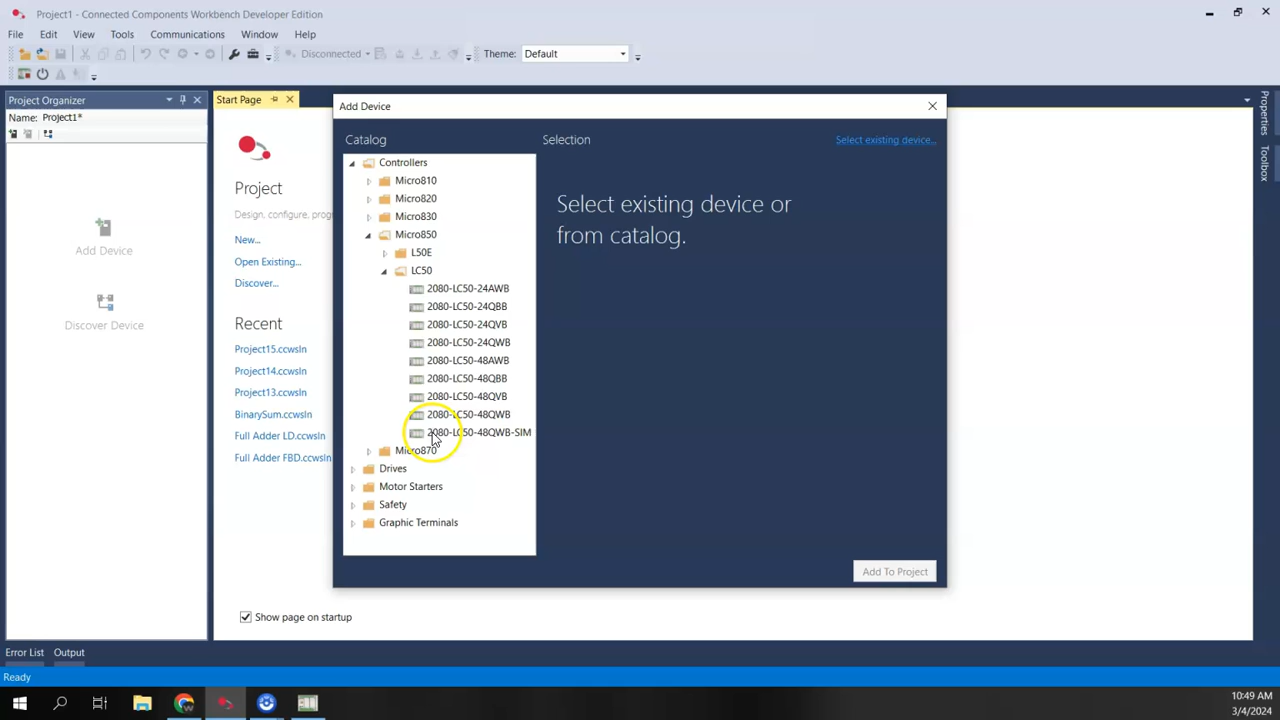 Project1 - Connected Components Workbench Developer Edition
File Edit View Tools Communications Window Help
Disconnected Theme: Default
Project Organizer
Name: Project1*
Add Device
Discover Device
Start Page
Project
Design, configure, prog
New...
Open Existing...
Discover...
Recent
Project15.ccwsln
Project14.ccwsln
Project13.ccwsln
BinarySum.ccwsln
Full Adder LD.ccwsln
Full Adder FBD.ccwsln
Show page on startup
Add Device
Catalog
Controllers
Micro810
Micro820
Micro830
Micro850
L50E
LC50
2080-LC50-24AWB
2080-LC50-24QBB
2080-LC50-24QVB
2080-LC50-24QWB
2080-LC50-48AWB
2080-LC50-48QBB
2080-LC50-48QVB
2080-LC50-48QWB
2080-LC50-48QWB-SIM
Micro870
Drives
Motor Starters
Safety
Graphic Terminals
Selection
Select existing device...
Select existing device or
from catalog.
Add To Project
Properties
Toolbox
Error List Output
Ready
10:49 AM
3/4/2024